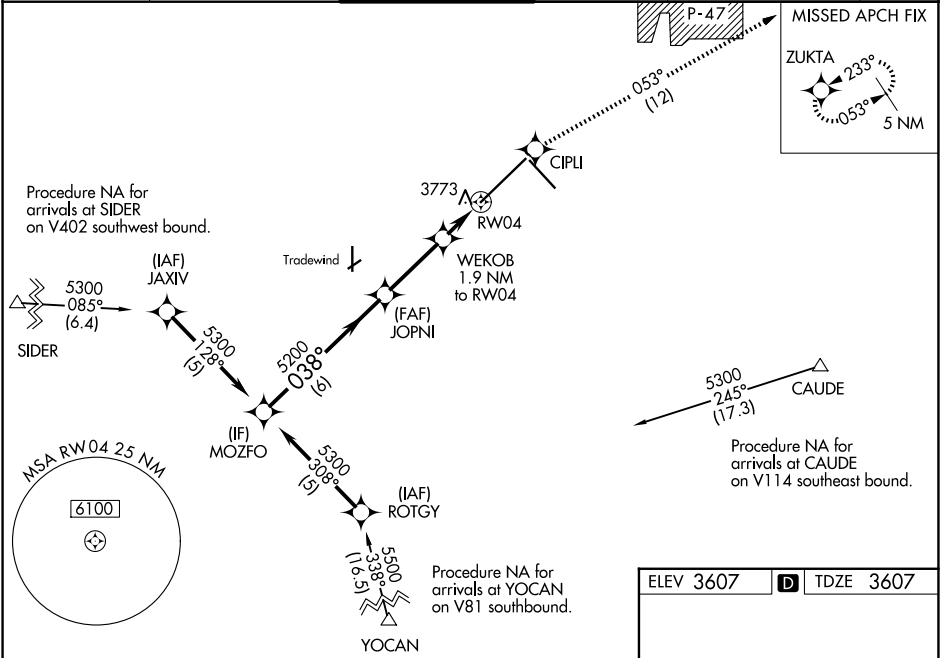 P-47
MISSED APCH FIX
ZUKTA
233°
053°
5 NM
053°
(12)
CIPLI
3773
RW04
Procedure NA for
arrivals at SIDER
on V402 southwest bound.
Tradewind
WEKOB
1.9 NM
to RW04
(IAF)
JAXIV
5300
085°
(6.4)
SIDER
(FAF)
JOPNI
5300
128°
(5)
5200
038°
(6)
5300
245°
(17.3)
CAUDE
(IF)
MOZFO
Procedure NA for
arrivals at CAUDE
on V114 southeast bound.
MSA RW04 25 NM
6100
5300
308°
(5)
(IAF)
ROTGY
5500
338°
(16.5)
Procedure NA for
arrivals at YOCAN
on V81 southbound.
YOCAN
ELEV 3607 D TDZE 3607